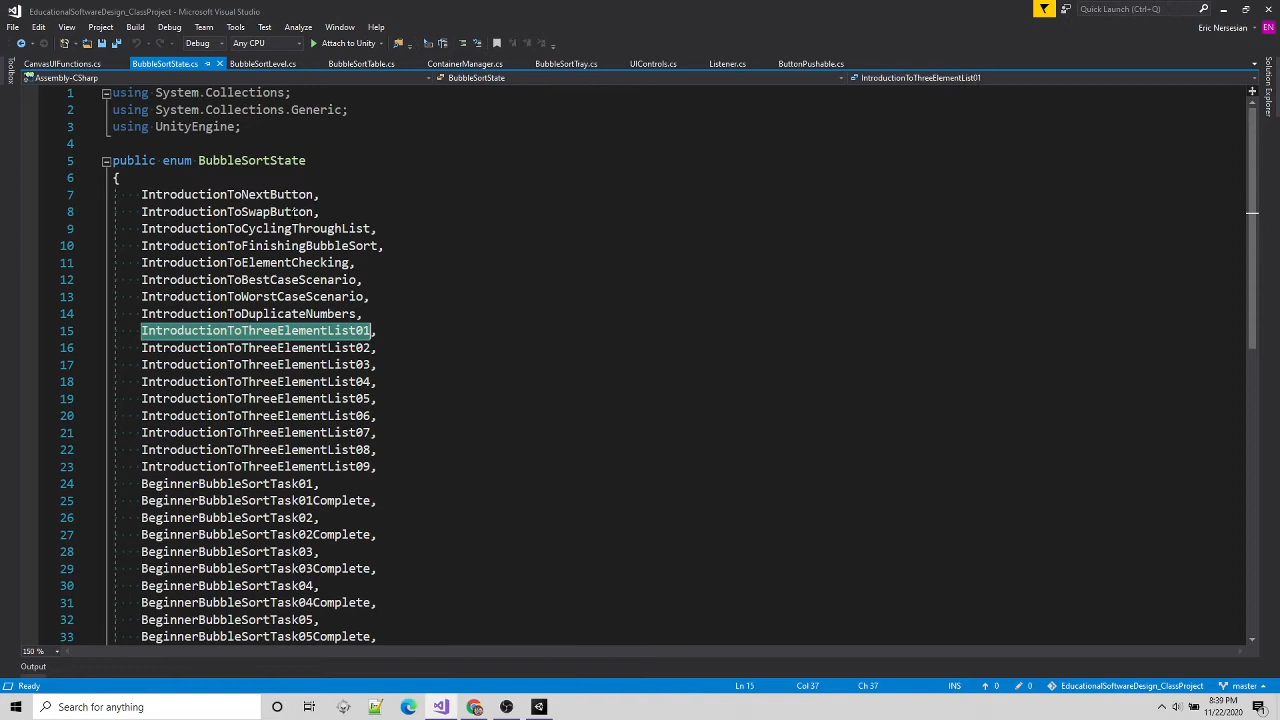 EducationalSoftwareDesign_ClassProject - Microsoft Visual Studio
Quick Launch (Ctrl+Q)
File Edit View Project Build Debug Team Tools Test Analyze Window Help
Eric Nersesian EN
Debug Any CPU Attach to Unity
CanvasUIFunctions.cs BubbleSortState.cs BubbleSortLevel.cs BubbleSortTable.cs ContainerManager.cs BubbleSortTray.cs UIControls.cs Listener.cs ButtonPushable.cs
Toolbox
Solution Explorer
Assembly-CSharp BubbleSortState IntroductionToThreeElementList01
1 using System.Collections;
2 using System.Collections.Generic;
3 using UnityEngine;
4
5 public enum BubbleSortState
6 {
7 IntroductionToNextButton,
8 IntroductionToSwapButton,
9 IntroductionToCyclingThroughList,
10 IntroductionToFinishingBubbleSort,
11 IntroductionToElementChecking,
12 IntroductionToBestCaseScenario,
13 IntroductionToWorstCaseScenario,
14 IntroductionToDuplicateNumbers,
15 IntroductionToThreeElementList01,
16 IntroductionToThreeElementList02,
17 IntroductionToThreeElementList03,
18 IntroductionToThreeElementList04,
19 IntroductionToThreeElementList05,
20 IntroductionToThreeElementList06,
21 IntroductionToThreeElementList07,
22 IntroductionToThreeElementList08,
23 IntroductionToThreeElementList09,
24 BeginnerBubbleSortTask01,
25 BeginnerBubbleSortTask01Complete,
26 BeginnerBubbleSortTask02,
27 BeginnerBubbleSortTask02Complete,
28 BeginnerBubbleSortTask03,
29 BeginnerBubbleSortTask03Complete,
30 BeginnerBubbleSortTask04,
31 BeginnerBubbleSortTask04Complete,
32 BeginnerBubbleSortTask05,
33 BeginnerBubbleSortTask05Complete,
150 %
Output
Ready Ln 15 Col 37 Ch 37 INS 0 0 EducationalSoftwareDesign_ClassProject master
Search for anything
8:39 PM
11/22/2020
1